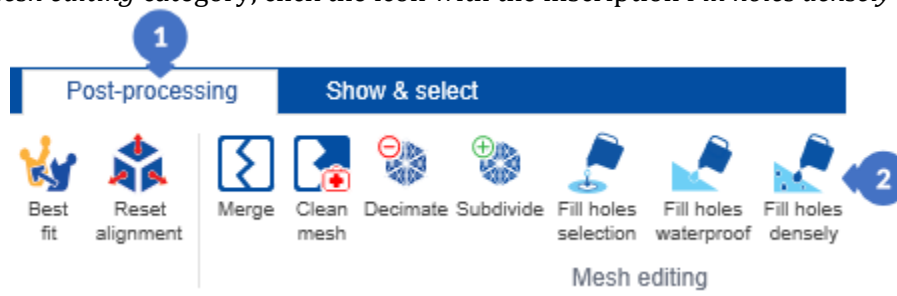 mesh editing category, click the icon with the inscription Fill holes densely
1
Post-processing Show & select
2
Best Reset Merge Clean Decimate Subdivide Fill holes Fill holes Fill holes
fit alignment mesh selection waterproof densely
Mesh editing